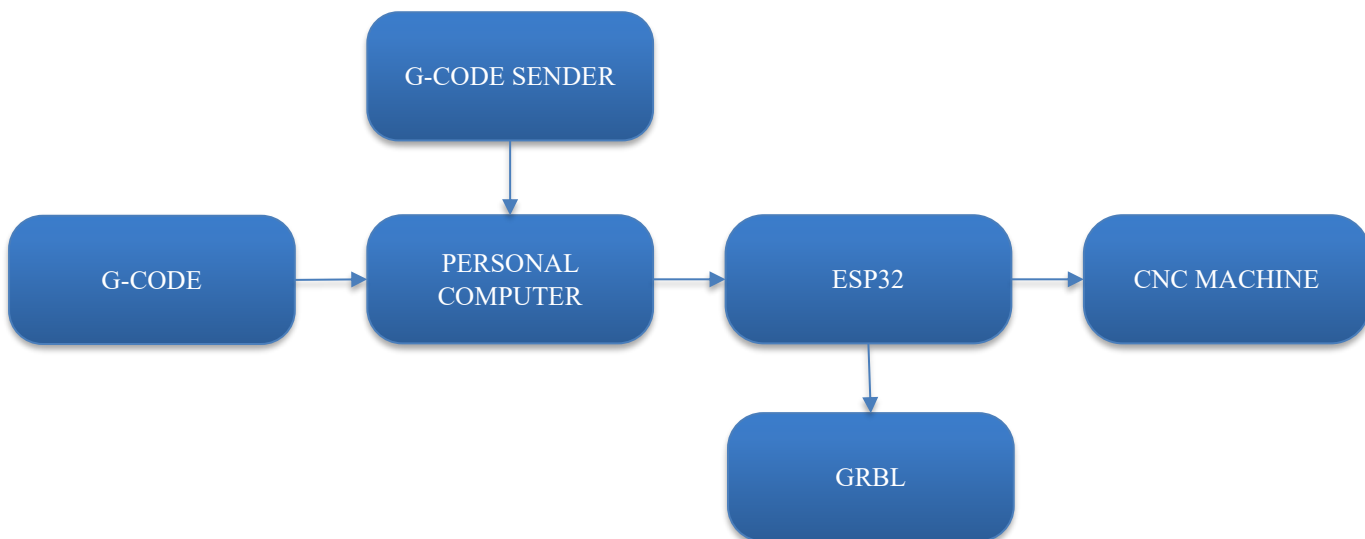 G-CODE SENDER
G-CODE
PERSONAL
COMPUTER
ESP32
CNC MACHINE
GRBL